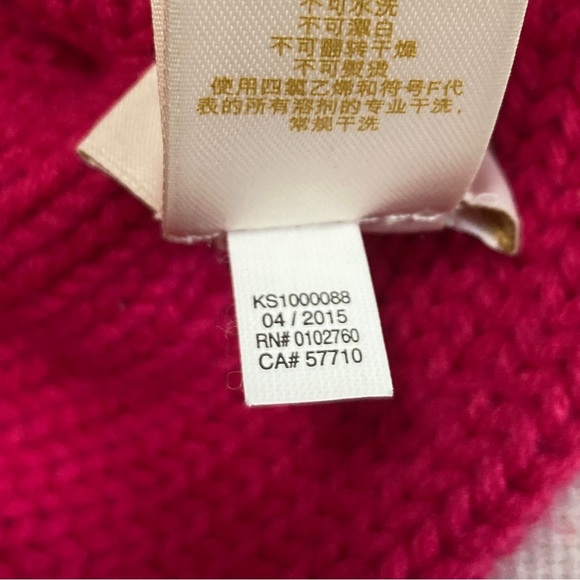 不可水洗
不可漂白
不可翻转干燥
不可熨烫
使用四氯乙烯和符号F代
表的所有溶剂的专业干洗，
常规干洗
KS1000088
04 / 2015
RN# 0102760
CA# 57710